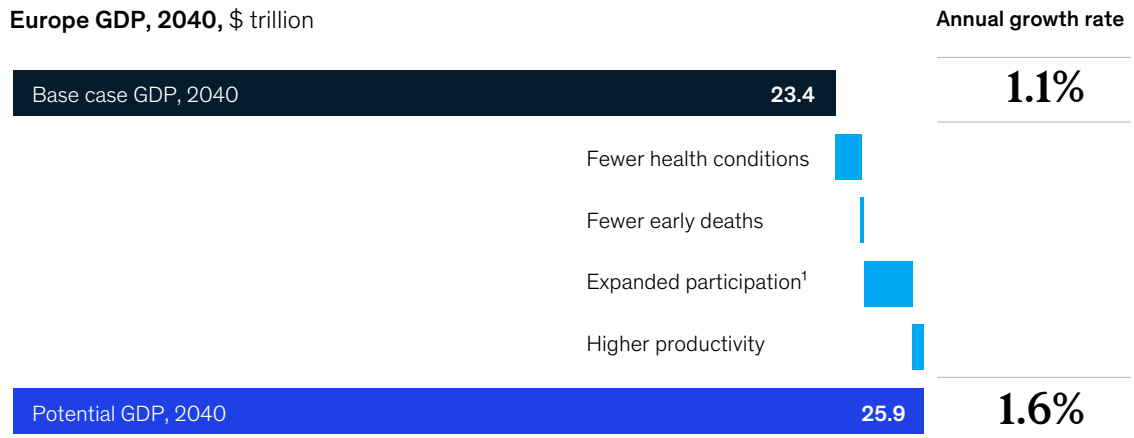 Europe GDP, 2040, $ trillion
Annual growth rate
Base case GDP, 2040 23.4 1.1%
Fewer health conditions
Fewer early deaths
Expanded participation¹
Higher productivity
Potential GDP, 2040 25.9 1.6%